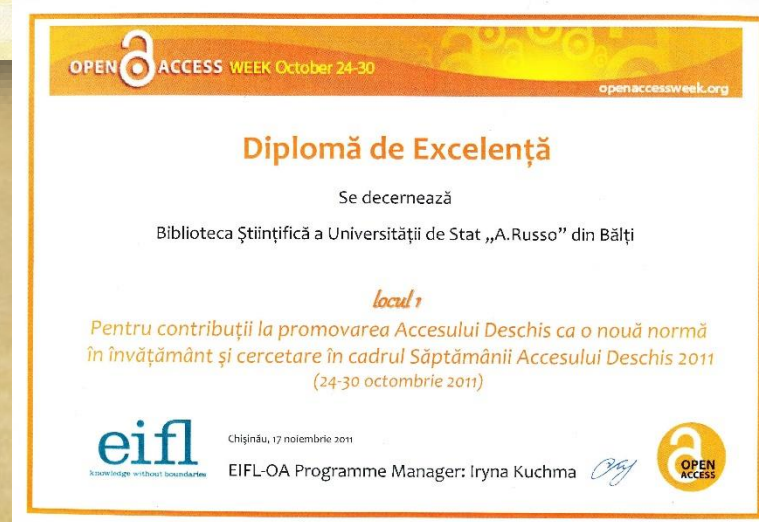 OPEN ACCESS WEEK October 24-30
openaccessweek.org
Diplomă de Excelență
Se decernează
Biblioteca Științifică a Universității de Stat „A.Russo” din Bălți
locul 1
Pentru contribuții la promovarea Accesului Deschis ca o nouă normă
în învățământ și cercetare în cadrul Săptămânii Accesului Deschis 2011
(24-30 octombrie 2011)
eifl
knowledge without boundaries
Chișinău, 17 noiembrie 2011
EIFL-OA Programme Manager: Iryna Kuchma
OPEN
ACCESS